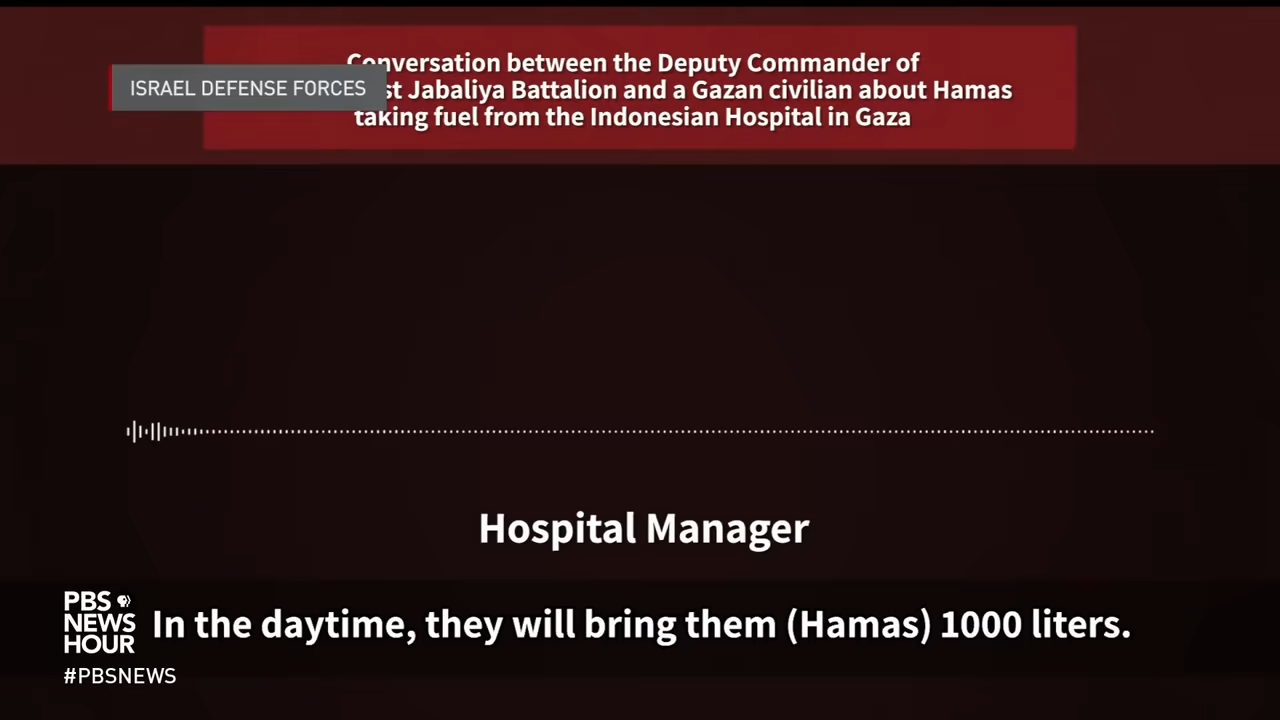 Conversation between the Deputy Commander of
ISRAEL DEFENSE FORCES
Jabaliya Battalion and a Gazan civilian about Hamas
taking fuel from the Indonesian Hospital in Gaza
Hospital Manager
In the daytime, they will bring them (Hamas) 1000 liters.
PBS
NEWS
HOUR
#PBSNEWS